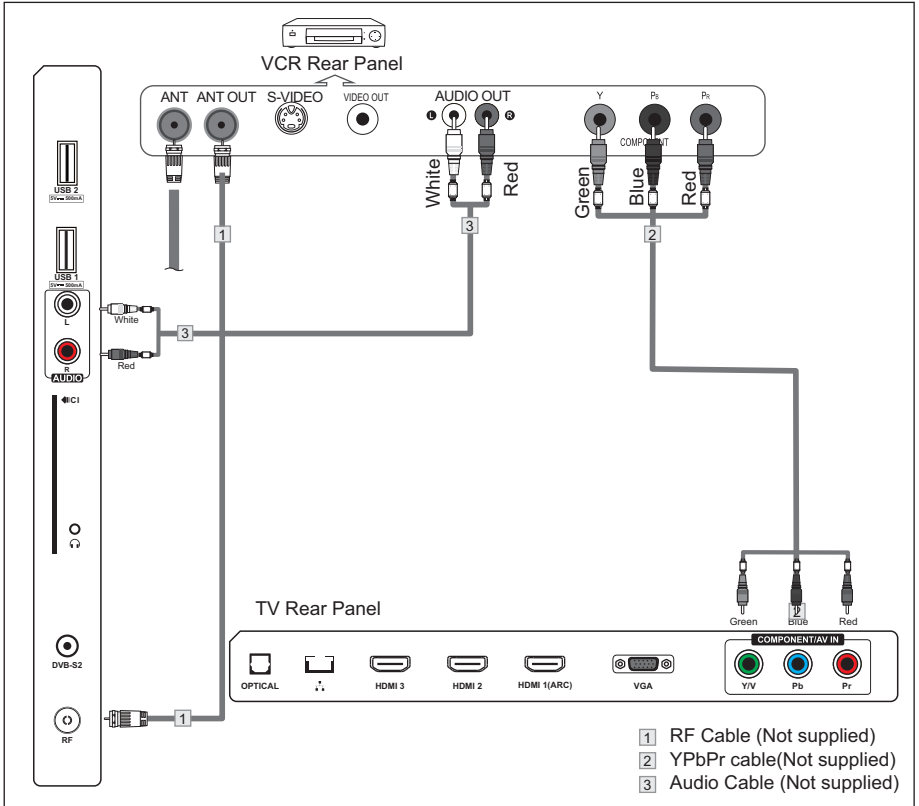 VCR Rear Panel
ANT ANT OUT S-VIDEO VIDEO OUT AUDIO OUT Y PB PR
L R
COMPONENT
White Red Green Blue Red
1 3 2
USB 2
5V⎓500mA
USB 1
5V⎓500mA
L
White
3
R
Red
AUDIO
CI
DVB-S2
RF
1
TV Rear Panel
2
Green Blue Red
COMPONENT/AV IN
OPTICAL HDMI 3 HDMI 2 HDMI 1(ARC) VGA Y/V Pb Pr
1 RF Cable (Not supplied)
2 YPbPr cable(Not supplied)
3 Audio Cable (Not supplied)